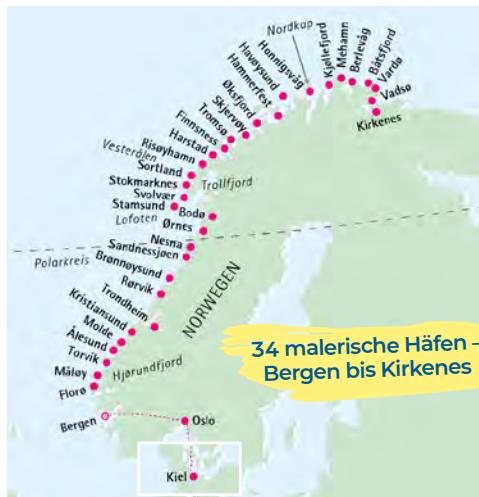 Nordkap
Kjøllefjord
Mehamn
Berlevåg
Båtsfjord
Vardø
Vadsø
Kirkenes
Honnigsvåg
Havøysund
Hammerfest
Øksfjord
Skjervøy
Tromsø
Finnsness
Harstad
Vesterålen
Risøyhamn
Sortland
Stokmarknes
Trollfjord
Svolvær
Stamsund
Lofoten
Bodø
Ørnes
Polarkreis
Nesna
Sandnessjøen
Brønnøysund
Rørvik
NORWEGEN
Trondheim
Kristiansund
Molde
Ålesund
Torvik
Måløy
Hjørundfjord
Florø
34 malerische Häfen –
Bergen bis Kirkenes
Bergen
Oslo
Kiel